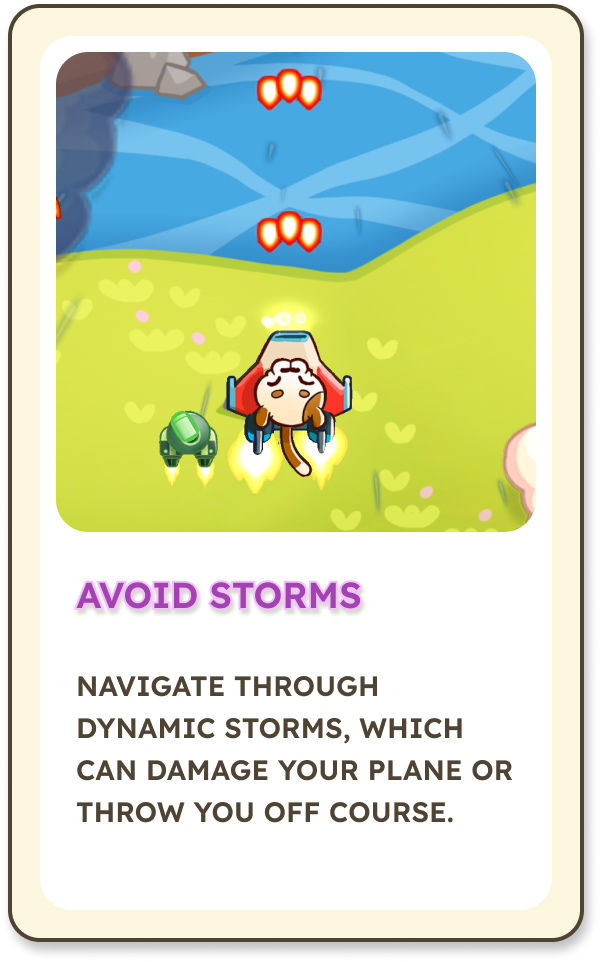 AVOID STORMS
NAVIGATE THROUGH
DYNAMIC STORMS, WHICH
CAN DAMAGE YOUR PLANE OR
THROW YOU OFF COURSE.